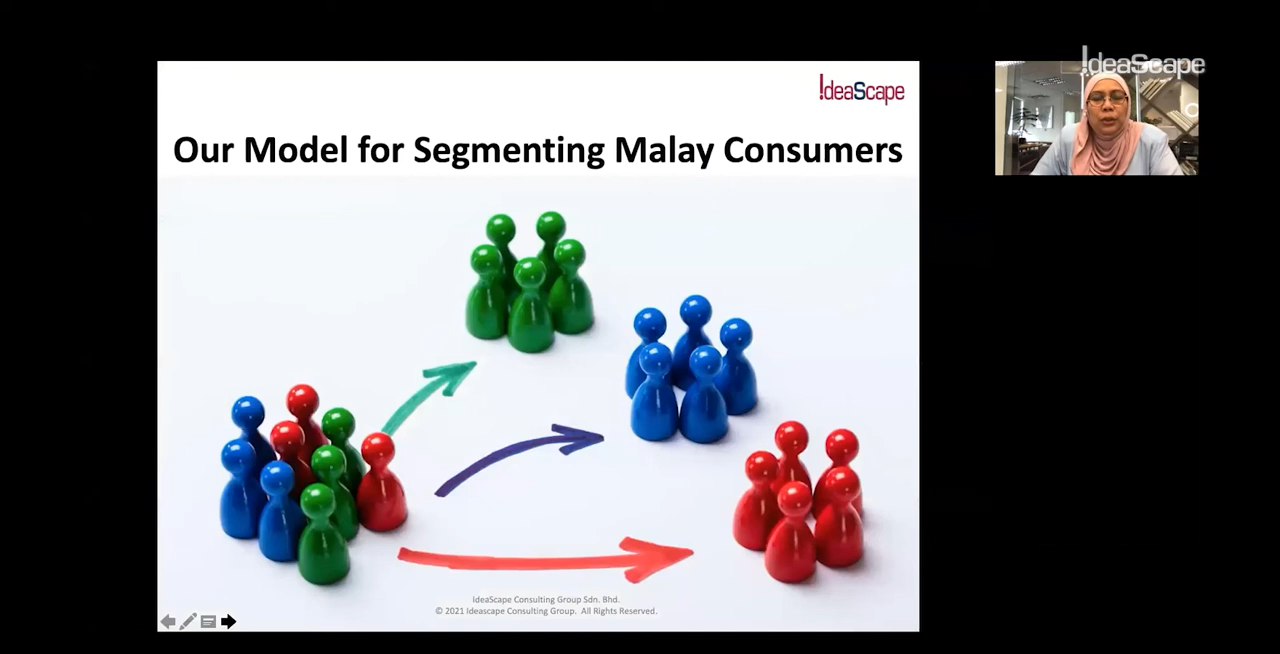 !deaScape
!deaScape
Our Model for Segmenting Malay Consumers
IdeaScape Consulting Group Sdn. Bhd.
© 2021 Ideascape Consulting Group. All Rights Reserved.